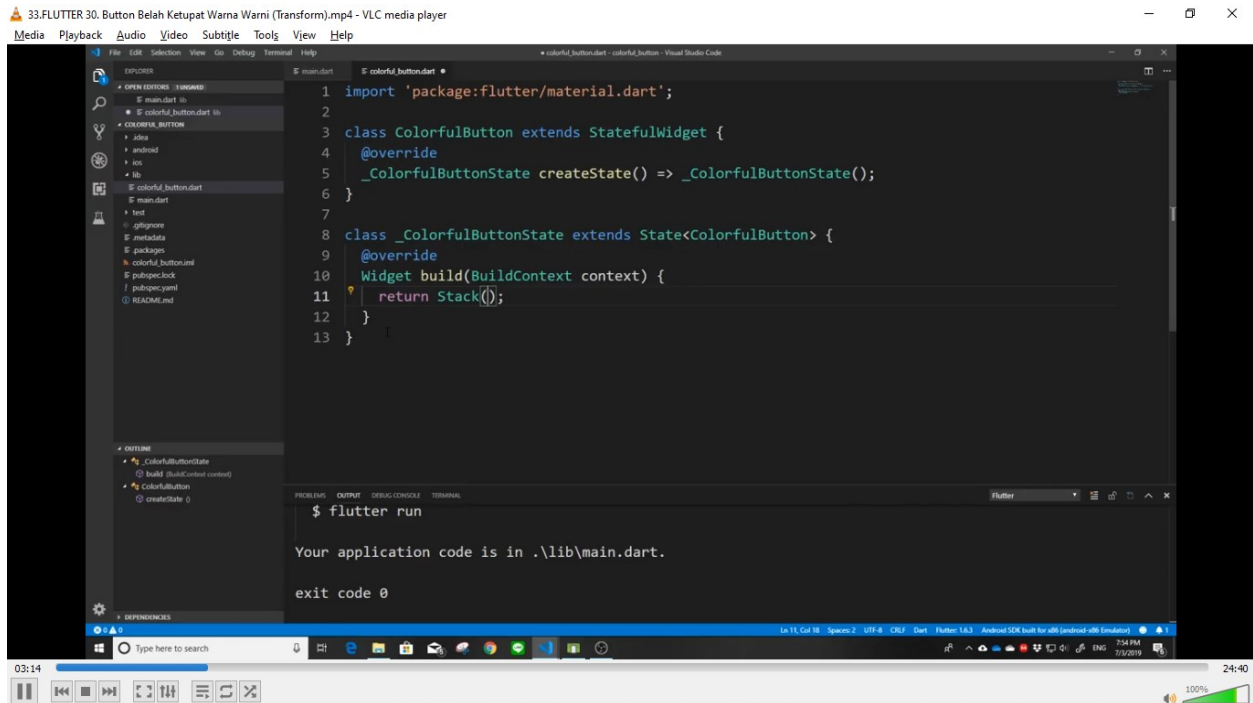 33.FLUTTER 30. Button Belah Ketupat Warna Warni (Transform).mp4 - VLC media player
Media Playback Audio Video Subtitle Tools View Help
File Edit Selection View Go Debug Terminal Help
● colorful_button.dart - colorful_button - Visual Studio Code
EXPLORER
OPEN EDITORS 1 UNSAVED
main.dart lib
● colorful_button.dart lib
COLORFUL_BUTTON
.idea
android
ios
lib
colorful_button.dart
main.dart
test
.gitignore
.metadata
.packages
colorful_button.iml
pubspec.lock
pubspec.yaml
README.md
OUTLINE
_ColorfulButtonState
build (BuildContext context)
ColorfulButton
createState ()
DEPENDENCIES
main.dart colorful_button.dart ●
1 import 'package:flutter/material.dart';
2
3 class ColorfulButton extends StatefulWidget {
4 @override
5 _ColorfulButtonState createState() => _ColorfulButtonState();
6 }
7
8 class _ColorfulButtonState extends State<ColorfulButton> {
9 @override
10 Widget build(BuildContext context) {
11 return Stack();
12 }
13 }
PROBLEMS OUTPUT DEBUG CONSOLE TERMINAL
Flutter
$ flutter run
Your application code is in .\lib\main.dart.
exit code 0
0 0
Ln 11, Col 18 Spaces: 2 UTF-8 CRLF Dart Flutter: 1.6.3 Android SDK built for x86 (android-x86 Emulator) 1
Type here to search
ENG
7:54 PM
7/3/2019
03:14
24:40
100%